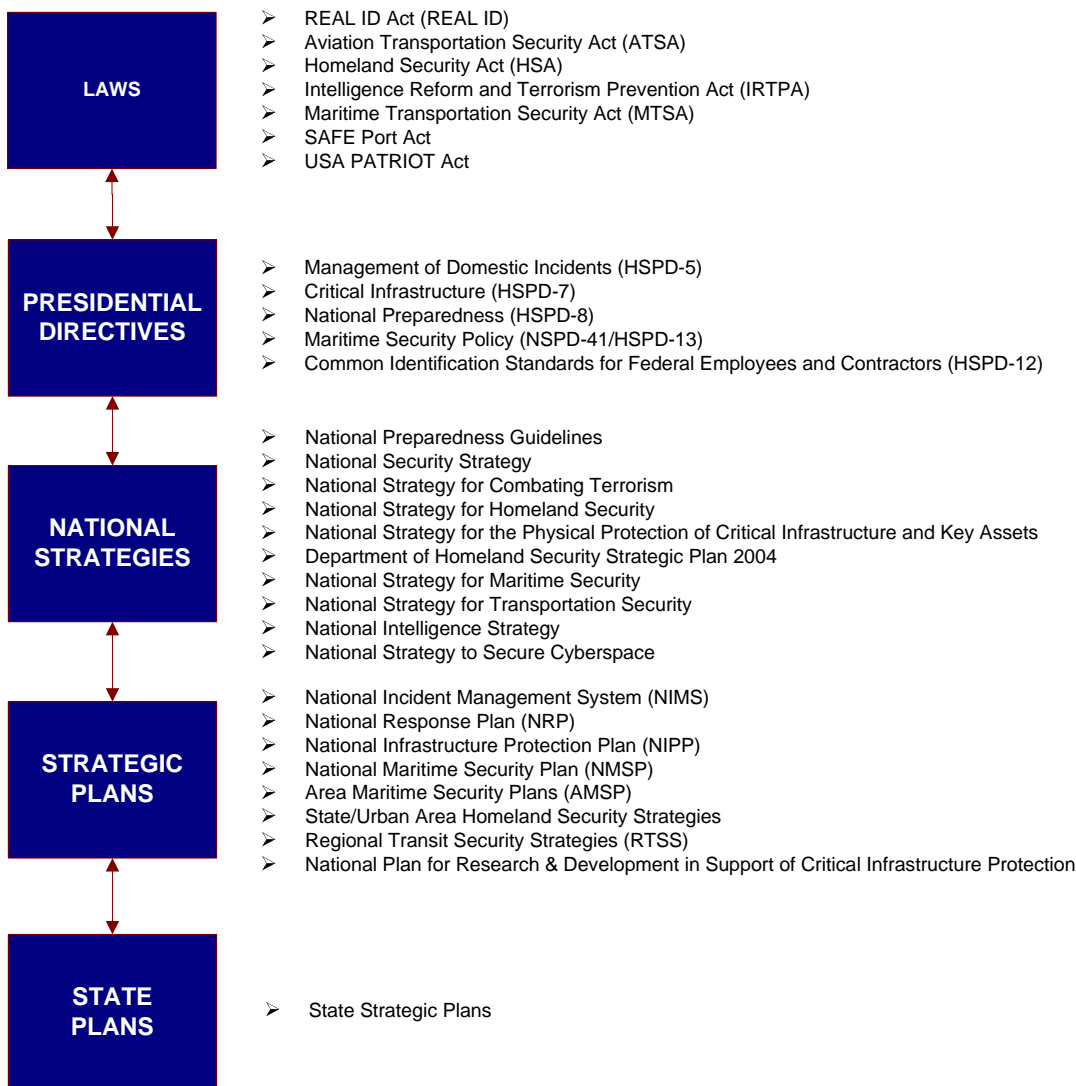 LAWS
➢ REAL ID Act (REAL ID)
➢ Aviation Transportation Security Act (ATSA)
➢ Homeland Security Act (HSA)
➢ Intelligence Reform and Terrorism Prevention Act (IRTPA)
➢ Maritime Transportation Security Act (MTSA)
➢ SAFE Port Act
➢ USA PATRIOT Act
PRESIDENTIAL
DIRECTIVES
➢ Management of Domestic Incidents (HSPD-5)
➢ Critical Infrastructure (HSPD-7)
➢ National Preparedness (HSPD-8)
➢ Maritime Security Policy (NSPD-41/HSPD-13)
➢ Common Identification Standards for Federal Employees and Contractors (HSPD-12)
NATIONAL
STRATEGIES
➢ National Preparedness Guidelines
➢ National Security Strategy
➢ National Strategy for Combating Terrorism
➢ National Strategy for Homeland Security
➢ National Strategy for the Physical Protection of Critical Infrastructure and Key Assets
➢ Department of Homeland Security Strategic Plan 2004
➢ National Strategy for Maritime Security
➢ National Strategy for Transportation Security
➢ National Intelligence Strategy
➢ National Strategy to Secure Cyberspace
STRATEGIC
PLANS
➢ National Incident Management System (NIMS)
➢ National Response Plan (NRP)
➢ National Infrastructure Protection Plan (NIPP)
➢ National Maritime Security Plan (NMSP)
➢ Area Maritime Security Plans (AMSP)
➢ State/Urban Area Homeland Security Strategies
➢ Regional Transit Security Strategies (RTSS)
➢ National Plan for Research & Development in Support of Critical Infrastructure Protection
STATE
PLANS
➢ State Strategic Plans